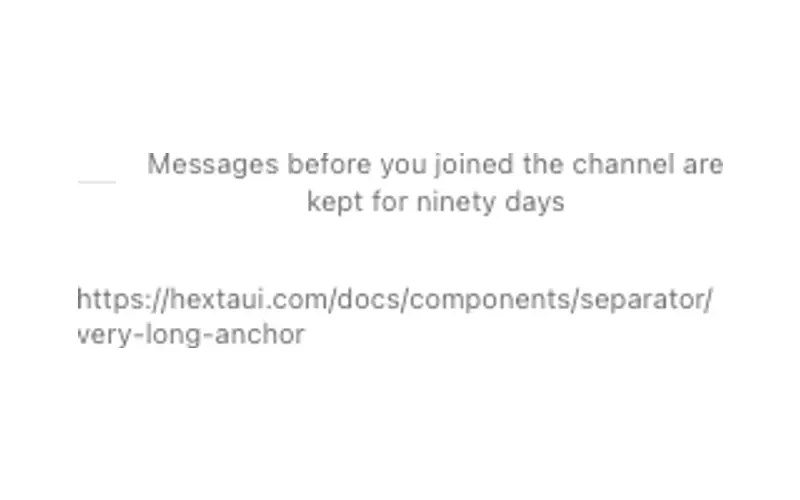 Messages before you joined the channel are
kept for ninety days
https://hextaui.com/docs/components/separator/
very-long-anchor